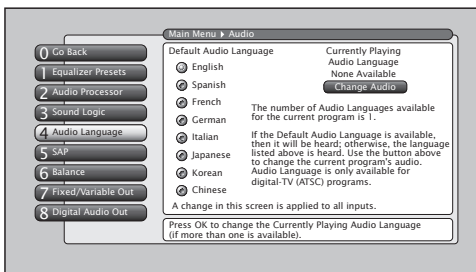 Main Menu ▸ Audio
0 Go Back
1 Equalizer Presets
2 Audio Processor
3 Sound Logic
4 Audio Language
5 SAP
6 Balance
7 Fixed/Variable Out
8 Digital Audio Out
Default Audio Language
English
Spanish
French
German
Italian
Japanese
Korean
Chinese
Currently Playing
Audio Language
None Available
Change Audio
The number of Audio Languages available
for the current program is 1.
If the Default Audio Language is available,
then it will be heard; otherwise, the language
listed above is heard. Use the button above
to change the current program's audio.
Audio Language is only available for
digital-TV (ATSC) programs.
A change in this screen is applied to all inputs.
Press OK to change the Currently Playing Audio Language
(if more than one is available).